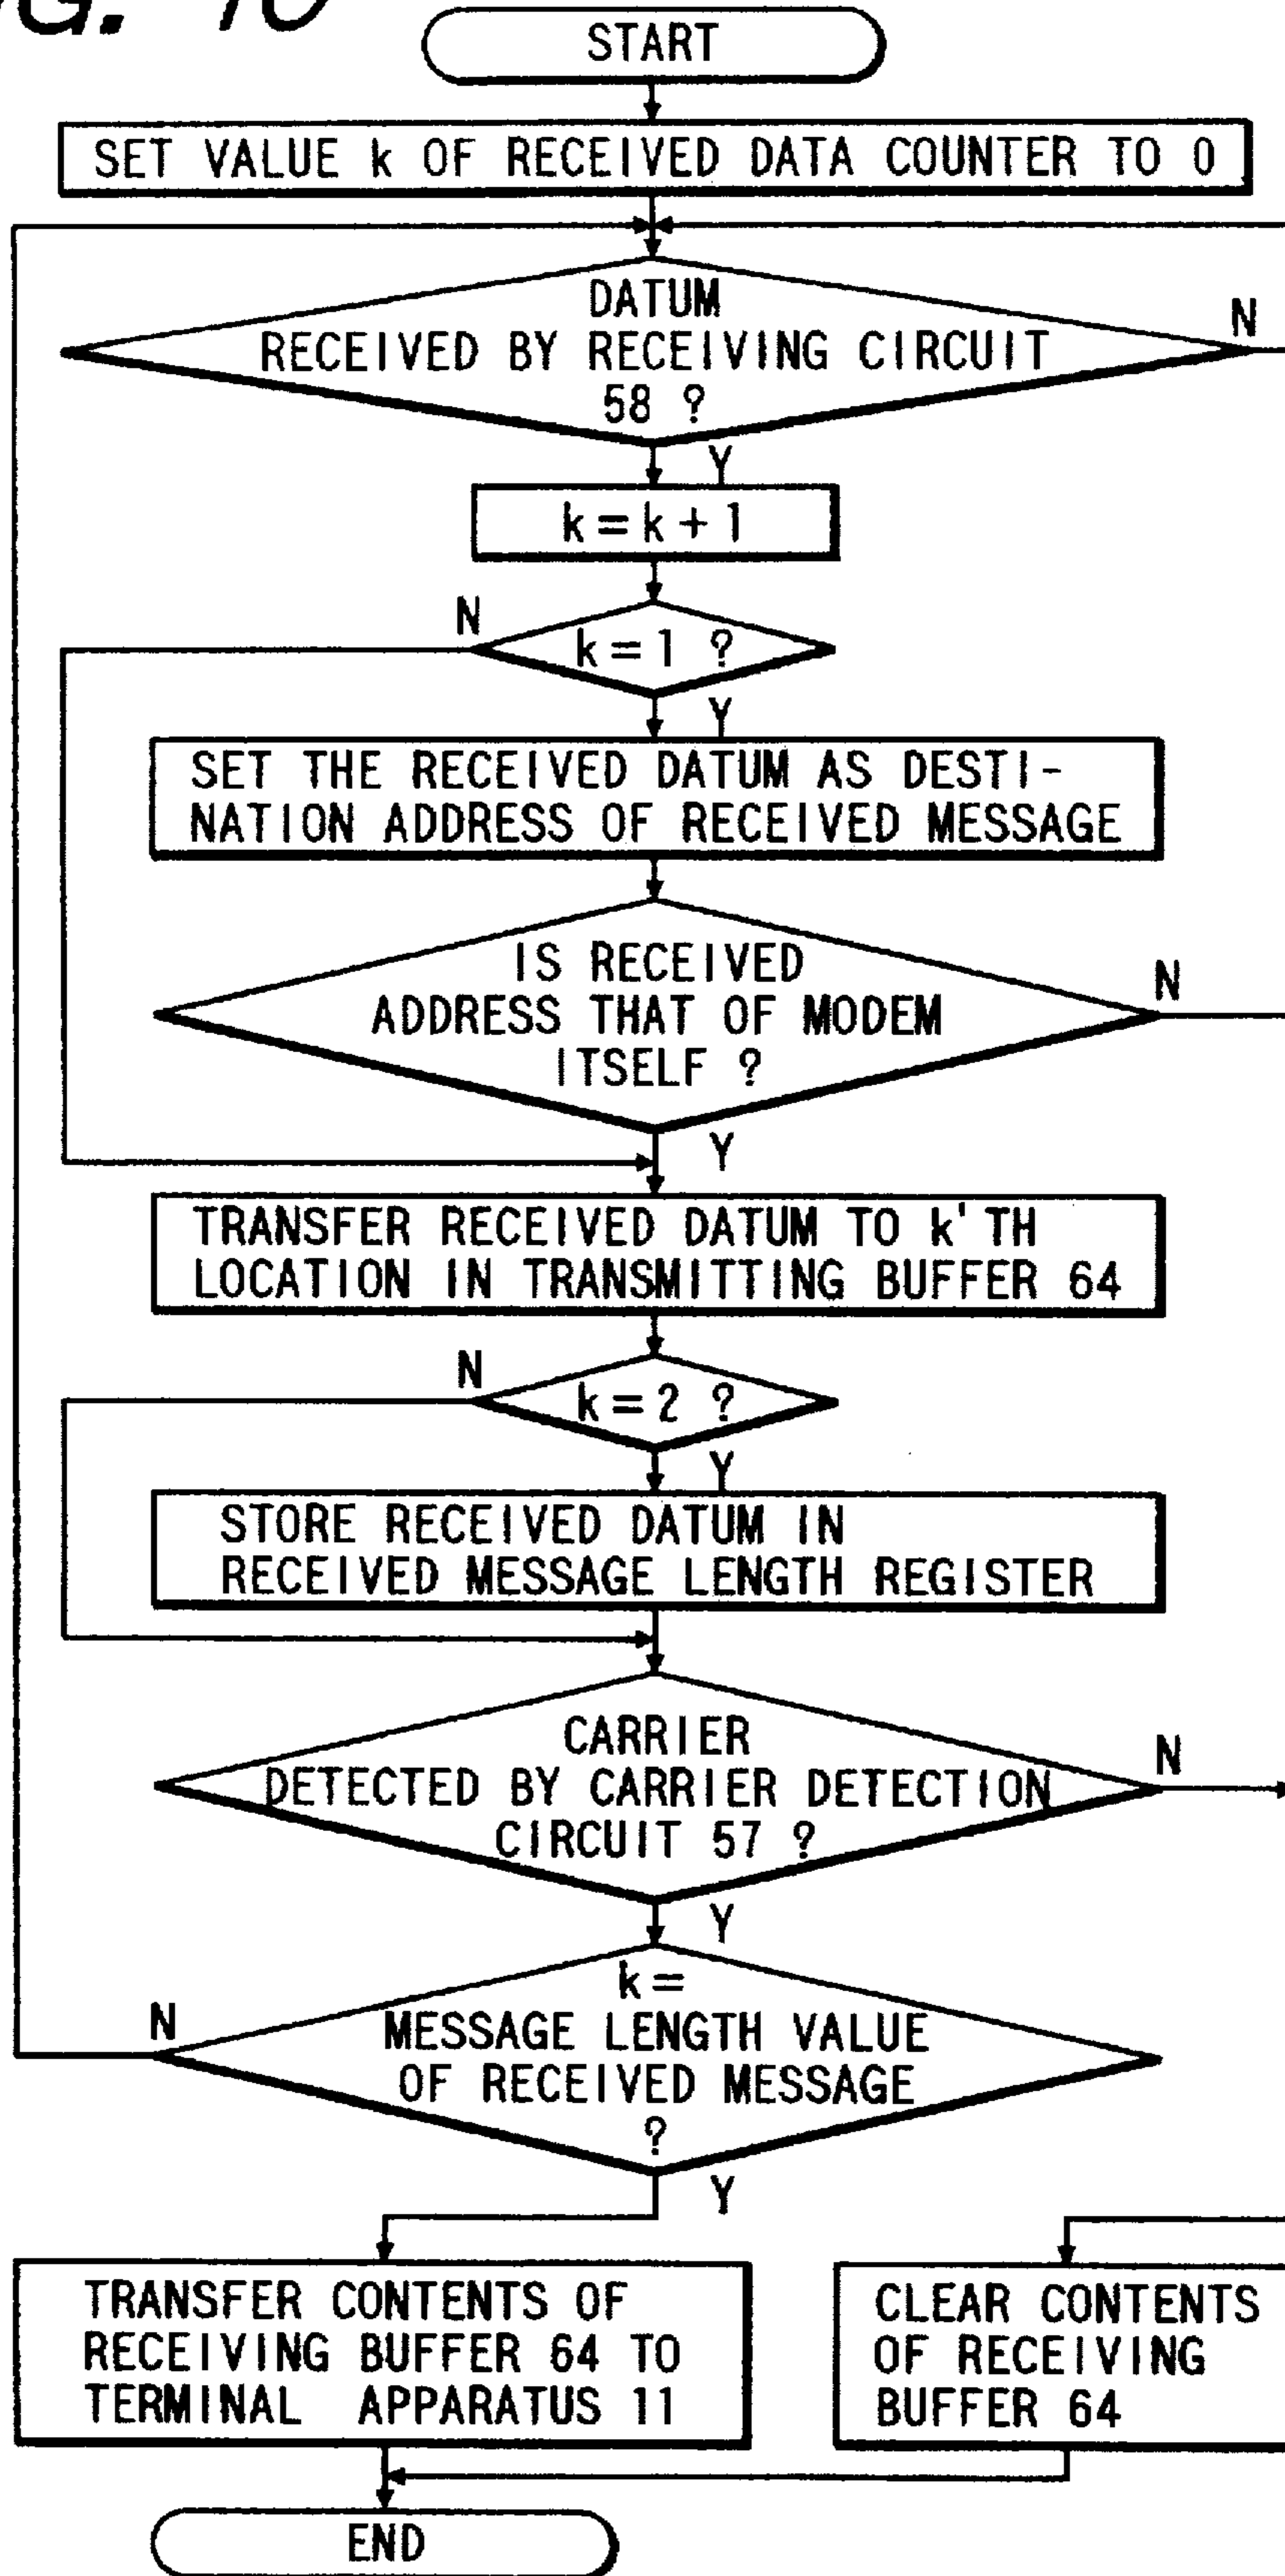 FIG. 10
START
SET VALUE k OF RECEIVED DATA COUNTER TO 0
DATUM
RECEIVED BY RECEIVING CIRCUIT
58 ?
N
Y
k = k + 1
N
k = 1 ?
Y
SET THE RECEIVED DATUM AS DESTI-
NATION ADDRESS OF RECEIVED MESSAGE
IS RECEIVED
ADDRESS THAT OF MODEM
ITSELF ?
N
Y
TRANSFER RECEIVED DATUM TO k'TH
LOCATION IN TRANSMITTING BUFFER 64
N
k = 2 ?
Y
STORE RECEIVED DATUM IN
RECEIVED MESSAGE LENGTH REGISTER
CARRIER
DETECTED BY CARRIER DETECTION
CIRCUIT 57 ?
N
Y
k =
MESSAGE LENGTH VALUE
OF RECEIVED MESSAGE
?
N
Y
TRANSFER CONTENTS OF
RECEIVING BUFFER 64 TO
TERMINAL APPARATUS 11
CLEAR CONTENTS
OF RECEIVING
BUFFER 64
END